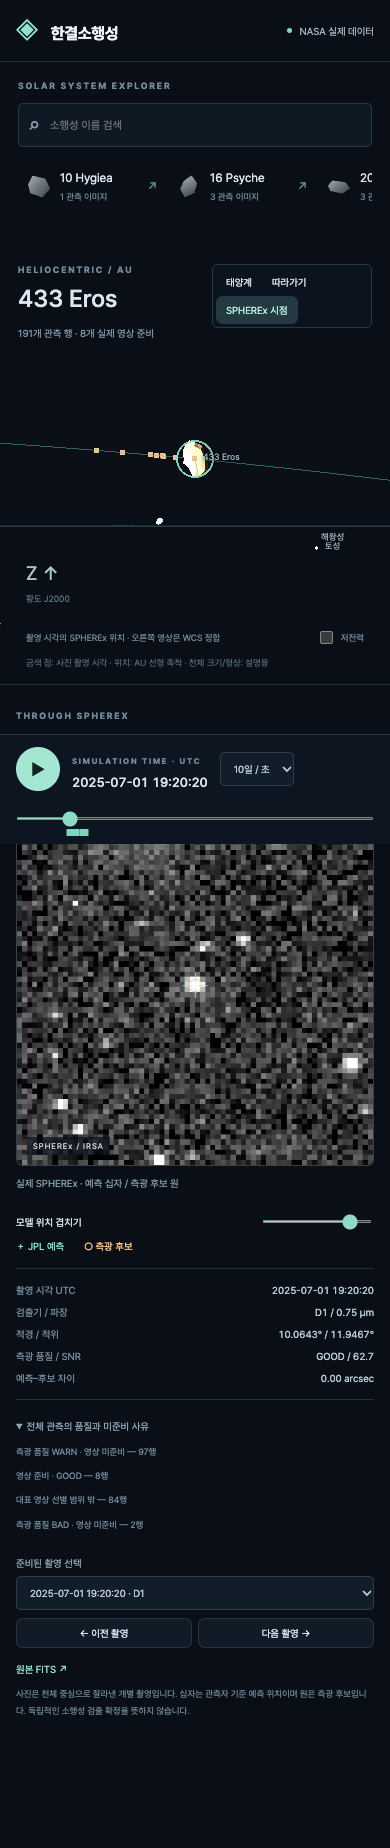 한결소행성
NASA 실제 데이터
SOLAR SYSTEM EXPLORER
소행성 이름 검색
10 Hygiea ↗
1 관측 이미지
16 Psyche ↗
3 관측 이미지
20
3 관
HELIOCENTRIC / AU
433 Eros
191개 관측 행 · 8개 실제 영상 준비
태양계 따라가기
SPHEREx 시점
433 Eros
해왕성
토성
Z ↑
황도 J2000
촬영 시각의 SPHEREx 위치 · 오른쪽 영상은 WCS 정합
저전력
금색 점: 사진 촬영 시각 · 위치: AU 선형 축척 · 천체 크기/형상: 설명용
THROUGH SPHEREX
SIMULATION TIME · UTC
2025-07-01 19:20:20
10일 / 초
SPHEREx / IRSA
실제 SPHEREx · 예측 십자 / 측광 후보 원
모델 위치 겹치기
+ JPL 예측 ○ 측광 후보
촬영 시각 UTC 2025-07-01 19:20:20
검출기 / 파장 D1 / 0.75 μm
적경 / 적위 10.0643° / 11.9467°
측광 품질 / SNR GOOD / 62.7
예측–후보 차이 0.00 arcsec
▼ 전체 관측의 품질과 미준비 사유
측광 품질 WARN · 영상 미준비 — 97행
영상 준비 · GOOD — 8행
대표 영상 선별 범위 밖 — 84행
측광 품질 BAD · 영상 미준비 — 2행
준비된 촬영 선택
2025-07-01 19:20:20 · D1
← 이전 촬영
다음 촬영 →
원본 FITS ↗
사진은 천체 중심으로 잘라낸 개별 촬영입니다. 십자는 관측자 기준 예측 위치이며 원은 측광 후보입니
다. 독립적인 소행성 검출 확정을 뜻하지 않습니다.